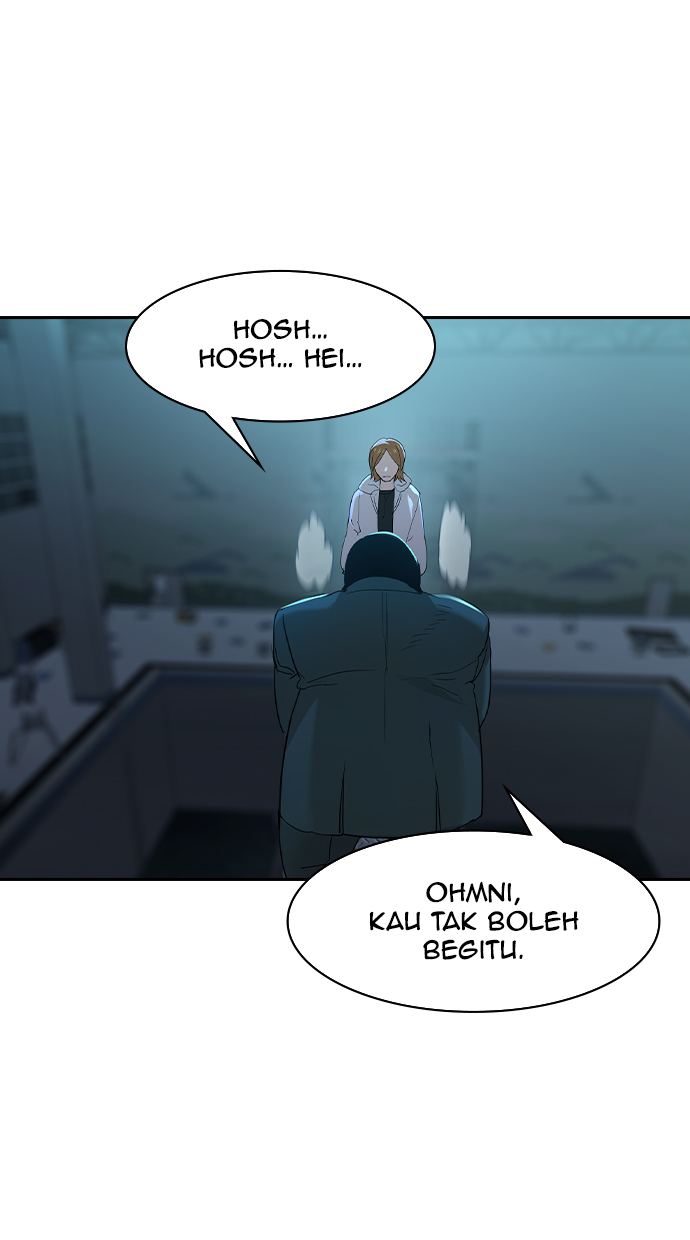 HOSH...
HOSH... HEI...
OHMNI,
KAU TAK BOLEH
BEGITU.